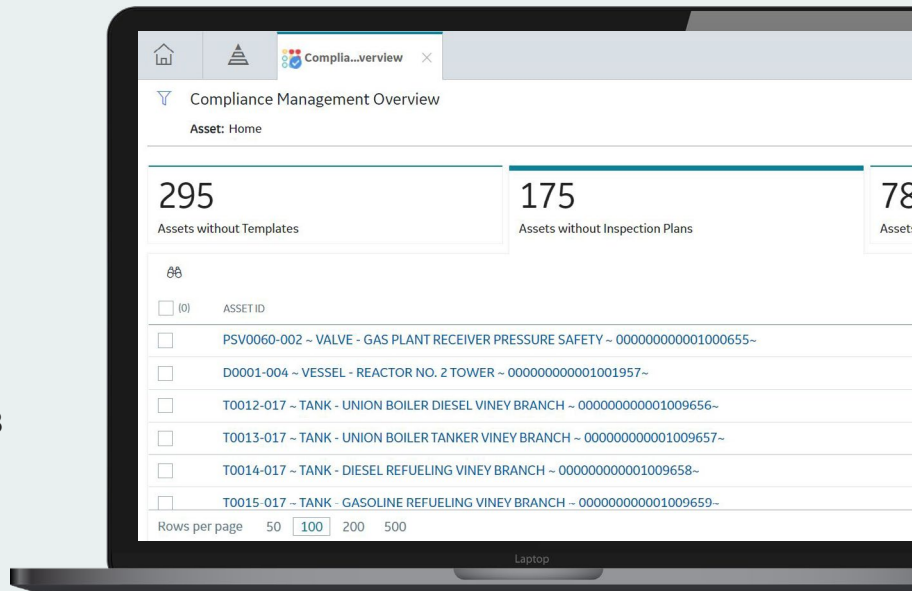 Complia...verview
Compliance Management Overview
Asset: Home
295
Assets without Templates
175
Assets without Inspection Plans
78
Assets
(0) ASSET ID
PSV0060-002 ~ VALVE - GAS PLANT RECEIVER PRESSURE SAFETY ~ 000000000001000655~
D0001-004 ~ VESSEL - REACTOR NO. 2 TOWER ~ 000000000001001957~
T0012-017 ~ TANK - UNION BOILER DIESEL VINEY BRANCH ~ 000000000001009656~
T0013-017 ~ TANK - UNION BOILER TANKER VINEY BRANCH ~ 000000000001009657~
T0014-017 ~ TANK - DIESEL REFUELING VINEY BRANCH ~ 000000000001009658~
T0015-017 ~ TANK - GASOLINE REFUELING VINEY BRANCH ~ 000000000001009659~
Rows per page 50 100 200 500
Laptop